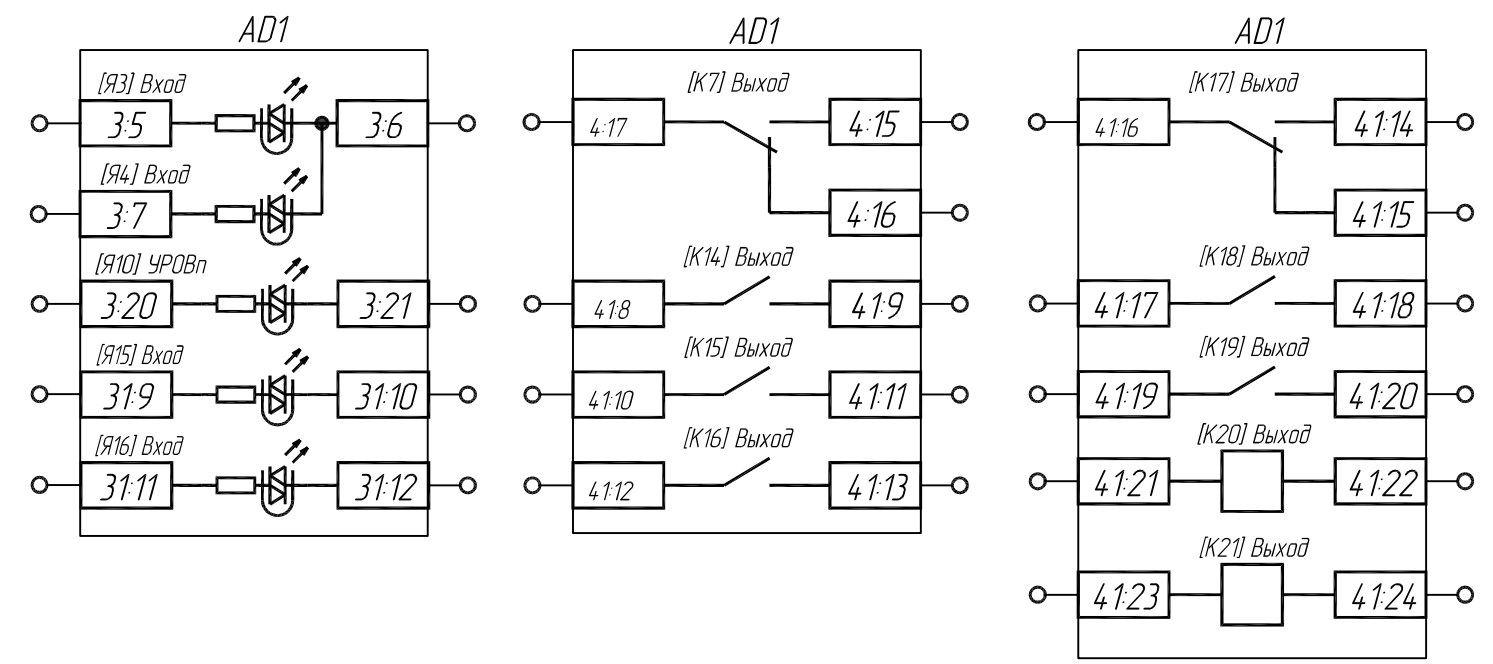 AD1
[Я3] Вход
3:5
3:6
[Я4] Вход
3:7
[Я10] УРОВп
3:20
3:21
[Я15] Вход
31:9
31:10
[Я16] Вход
31:11
31:12
AD1
[К7] Выход
4:17
4:15
4:16
[К14] Выход
41:8
41:9
[К15] Выход
41:10
41:11
[К16] Выход
41:12
41:13
AD1
[К17] Выход
41:16
41:14
41:15
[К18] Выход
41:17
41:18
[К19] Выход
41:19
41:20
[К20] Выход
41:21
41:22
[К21] Выход
41:23
41:24